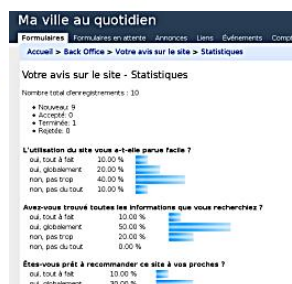 Ma ville au quotidien
Formulaires Formulaires en attente Annonces Liens Événements Compt
Accueil > Back Office > Votre avis sur le site > Statistiques
Votre avis sur le site - Statistiques
Nombre total d'enregistrements : 10
Nouveau: 9
Accepté: 0
Terminée: 1
Rejetée: 0
L'utilisation du site vous a-t-elle parue facile ?
oui, tout à fait 10.00 %
oui, globalement 20.00 %
non, pas trop 40.00 %
non, pas du tout 10.00 %
Avez-vous trouvé toutes les informations que vous recherchiez ?
oui, tout à fait 10.00 %
oui, globalement 50.00 %
non, pas trop 20.00 %
non, pas du tout 0.00 %
Êtes-vous prêt à recommander ce site à vos proches ?
oui, tout à fait 10.00 %
oui, globalement 30.00 %